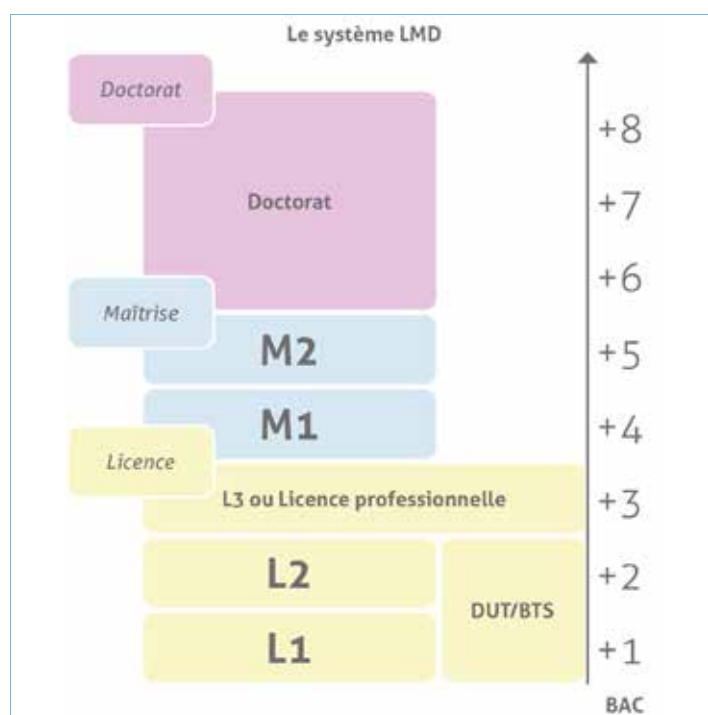 Le système LMD
Doctorat
+8
Doctorat
+7
+6
Maîtrise
M2
+5
M1
+4
Licence
L3 ou Licence professionnelle
+3
L2
+2
DUT/BTS
L1
+1
BAC